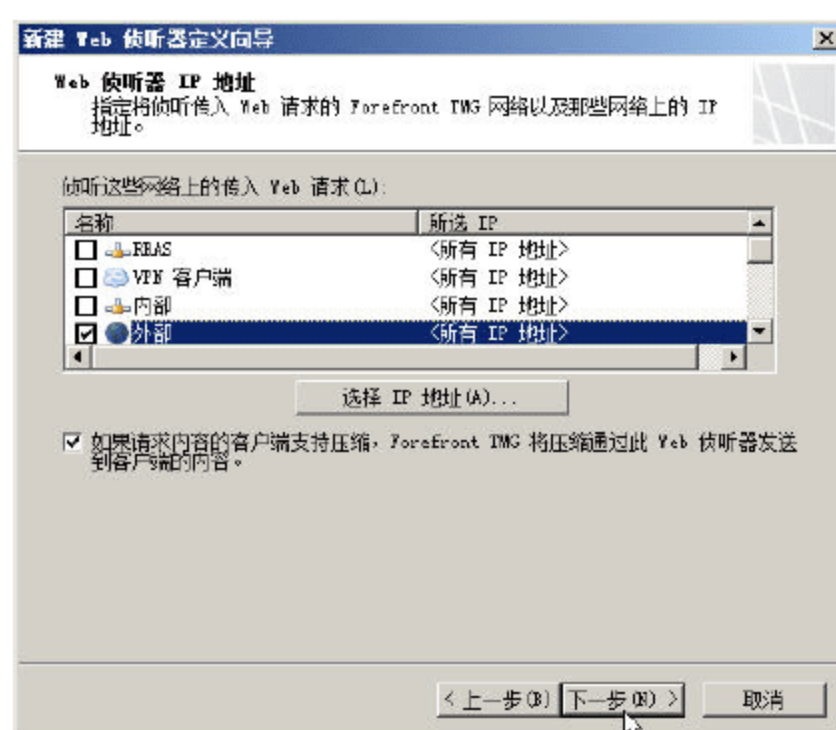 新建 Web 侦听器定义向导
Web 侦听器 IP 地址
指定将侦听传入 Web 请求的 Forefront TMG 网络以及那些网络上的 IP
地址。
侦听这些网络上的传入 Web 请求(L):
名称 所选 IP
RRAS <所有 IP 地址>
VPN 客户端 <所有 IP 地址>
内部 <所有 IP 地址>
外部 <所有 IP 地址>
选择 IP 地址(A)...
如果请求内容的客户端支持压缩，Forefront TMG 将压缩通过此 Web 侦听器发送
到客户端的内容。
< 上一步(B) 下一步(N) > 取消